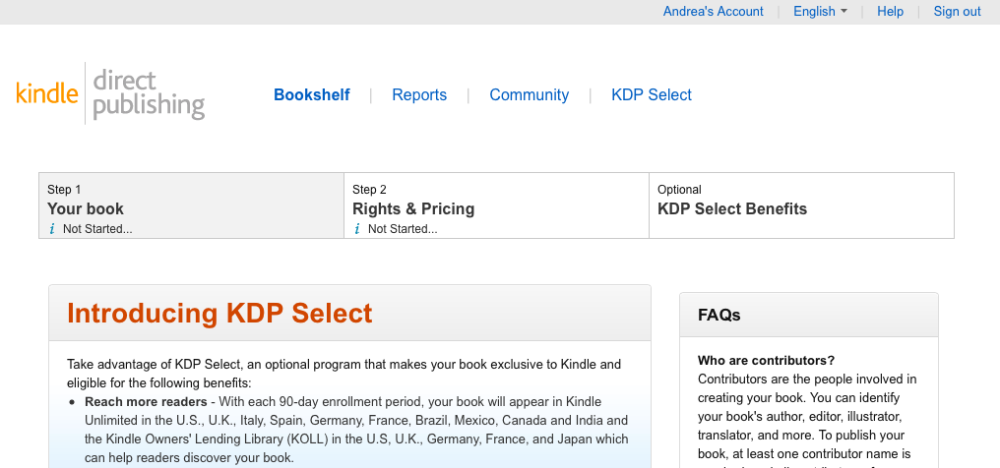 Andrea's Account | English | Help | Sign out
kindle direct publishing
Bookshelf | Reports | Community | KDP Select
Step 1
Your book
i Not Started...
Step 2
Rights & Pricing
i Not Started...
Optional
KDP Select Benefits
Introducing KDP Select
Take advantage of KDP Select, an optional program that makes your book exclusive to Kindle and
eligible for the following benefits:
• Reach more readers - With each 90-day enrollment period, your book will appear in Kindle
Unlimited in the U.S., U.K., Italy, Spain, Germany, France, Brazil, Mexico, Canada and India and
the Kindle Owners' Lending Library (KOLL) in the U.S, U.K., Germany, France, and Japan which
can help readers discover your book.
FAQs
Who are contributors?
Contributors are the people involved in
creating your book. You can identify
your book's author, editor, illustrator,
translator, and more. To publish your
book, at least one contributor name is